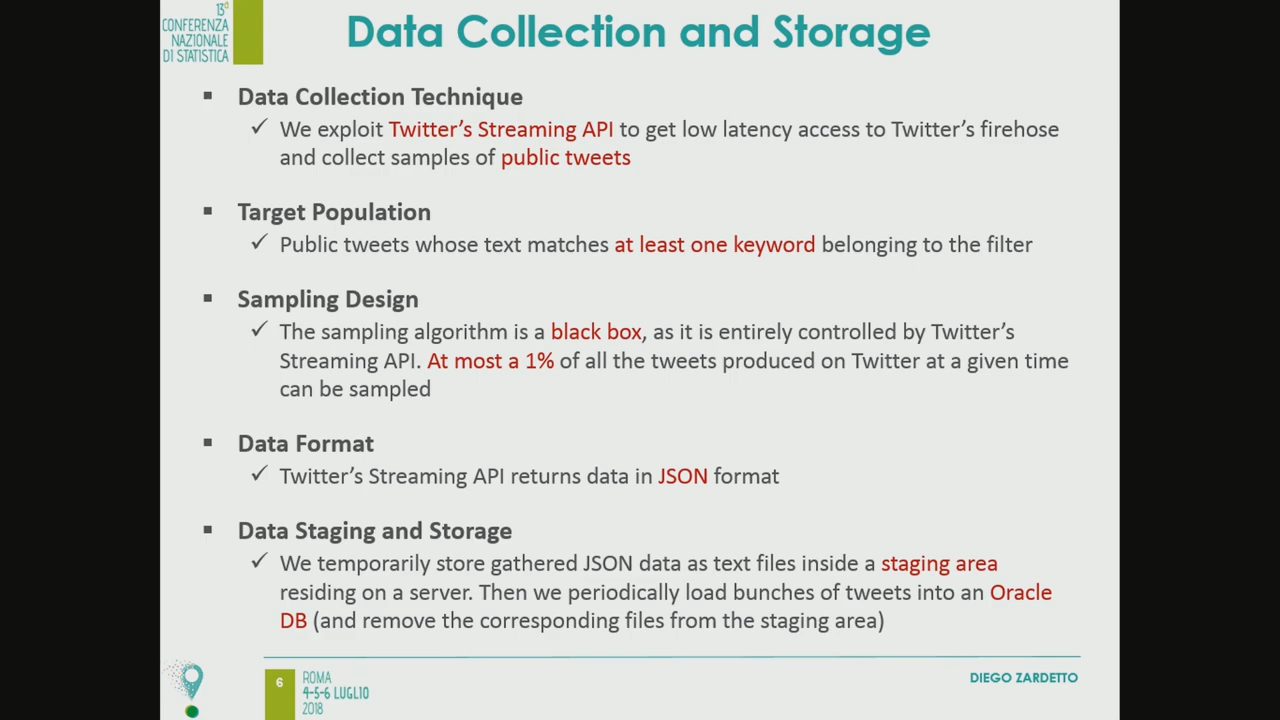 13°
CONFERENZA
NAZIONALE
DI STATISTICA
Data Collection and Storage
▪ Data Collection Technique
✓ We exploit Twitter’s Streaming API to get low latency access to Twitter’s firehose
and collect samples of public tweets
▪ Target Population
✓ Public tweets whose text matches at least one keyword belonging to the filter
▪ Sampling Design
✓ The sampling algorithm is a black box, as it is entirely controlled by Twitter’s
Streaming API. At most a 1% of all the tweets produced on Twitter at a given time
can be sampled
▪ Data Format
✓ Twitter’s Streaming API returns data in JSON format
▪ Data Staging and Storage
✓ We temporarily store gathered JSON data as text files inside a staging area
residing on a server. Then we periodically load bunches of tweets into an Oracle
DB (and remove the corresponding files from the staging area)
6
ROMA
4-5-6 LUGLIO
2018
DIEGO ZARDETTO